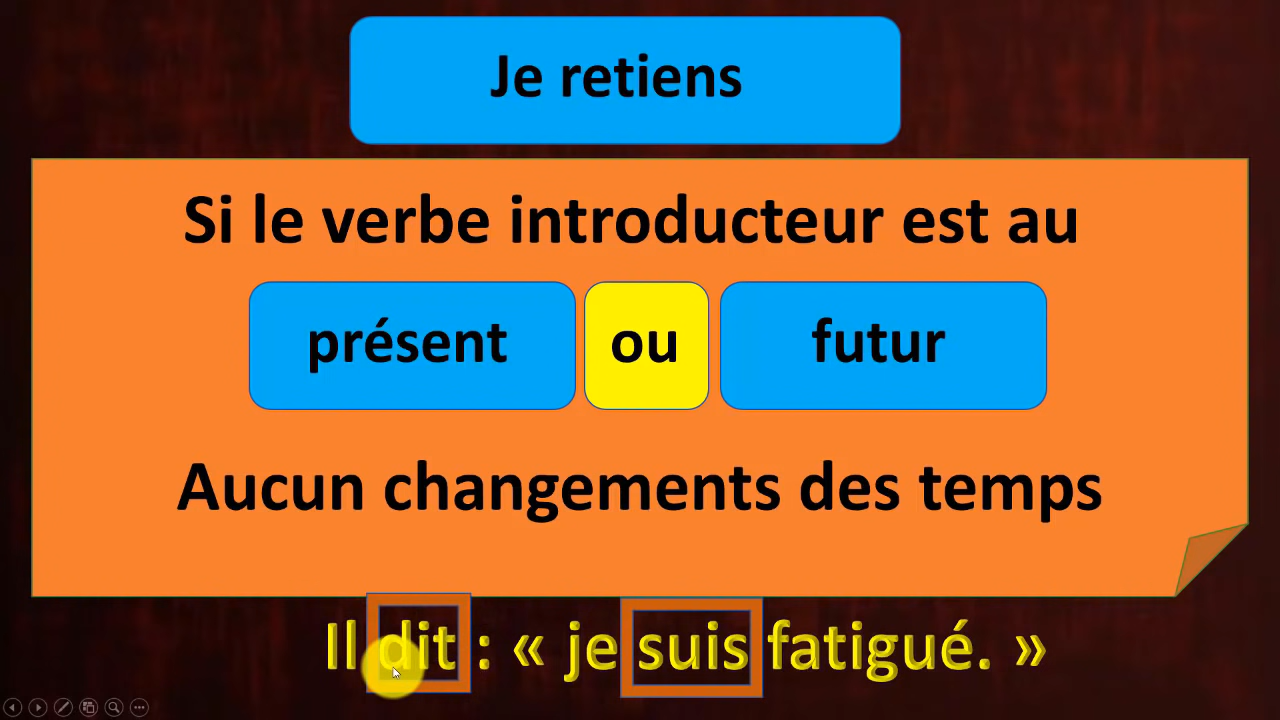 Je retiens
Si le verbe introducteur est au
présent ou futur
Aucun changements des temps
Il dit : « je suis fatigué. »